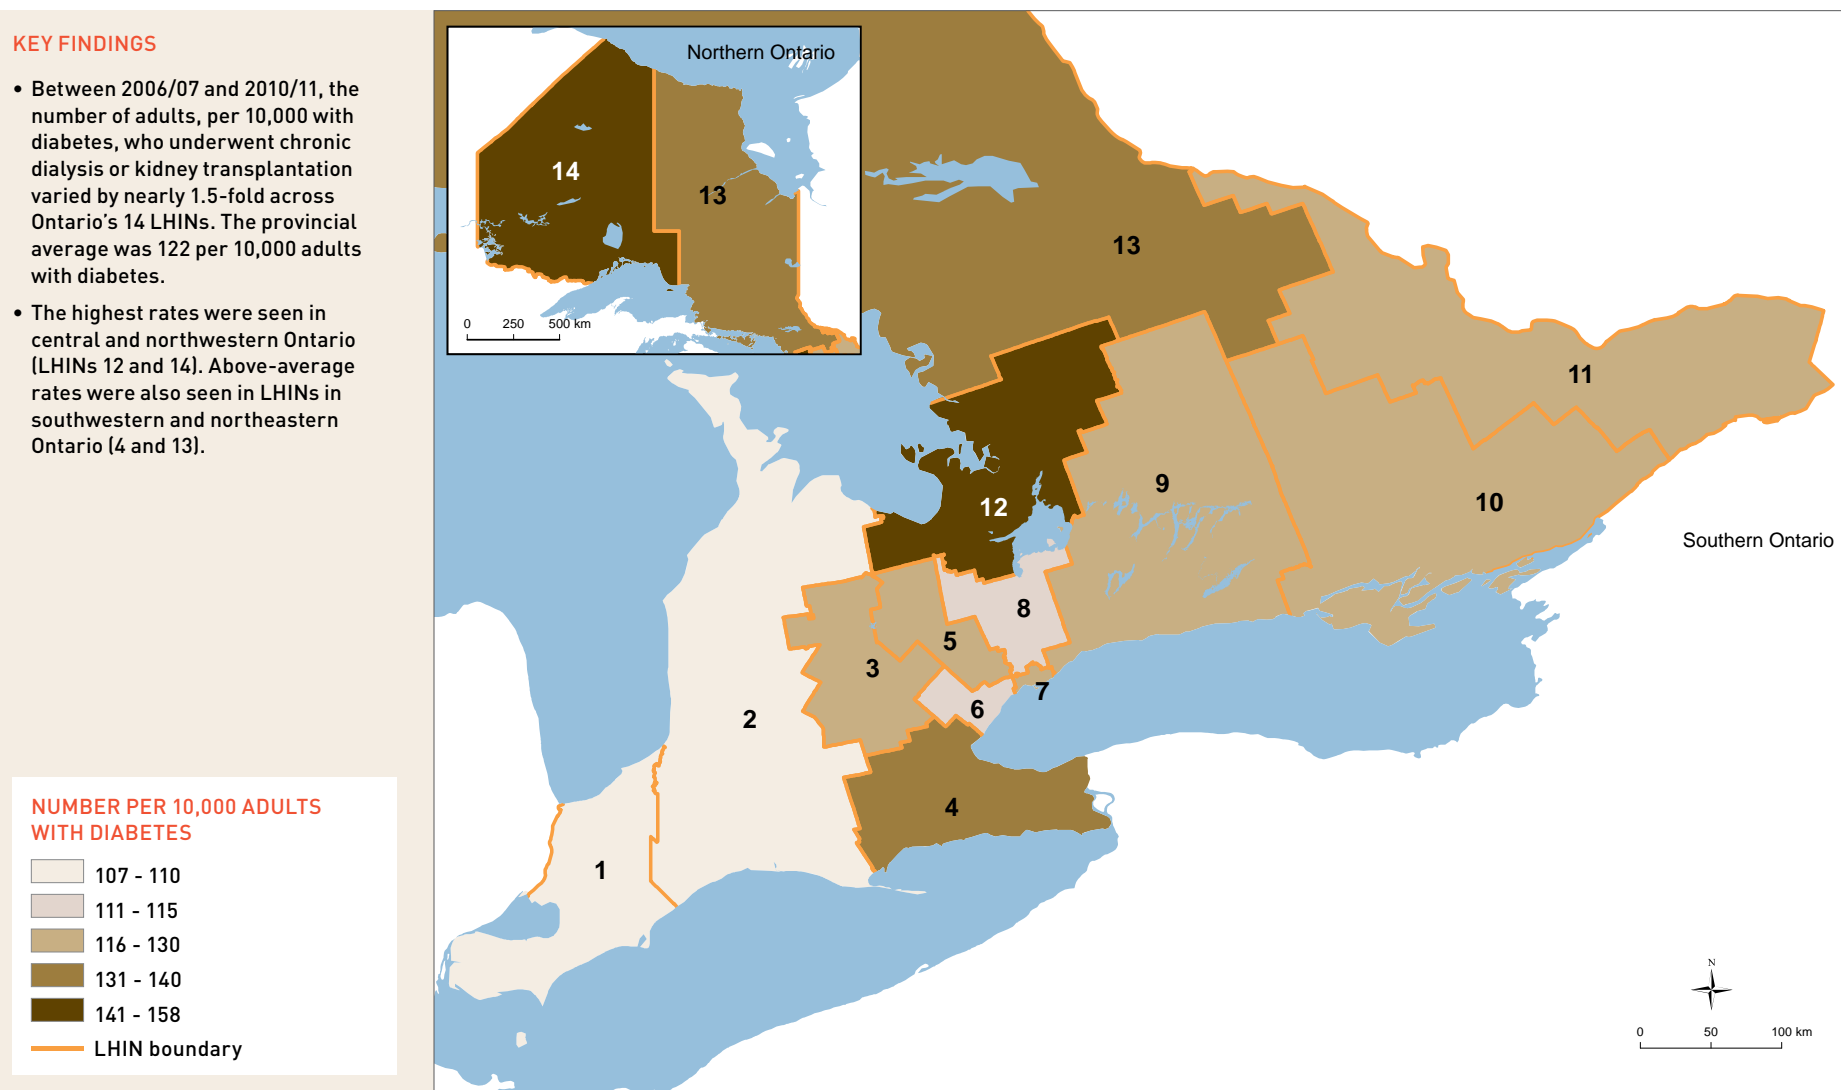 KEY FINDINGS
• Between 2006/07 and 2010/11, the
number of adults, per 10,000 with
diabetes, who underwent chronic
dialysis or kidney transplantation
varied by nearly 1.5-fold across
Ontario’s 14 LHINs. The provincial
average was 122 per 10,000 adults
with diabetes.
• The highest rates were seen in
central and northwestern Ontario
(LHINs 12 and 14). Above-average
rates were also seen in LHINs in
southwestern and northeastern
Ontario (4 and 13).
NUMBER PER 10,000 ADULTS
WITH DIABETES
107 - 110
111 - 115
116 - 130
131 - 140
141 - 158
LHIN boundary
Northern Ontario
14
13
0 250 500 km
13
11
9
10
12
Southern Ontario
8
5
3
7
6
2
4
1
N
0 50 100 km